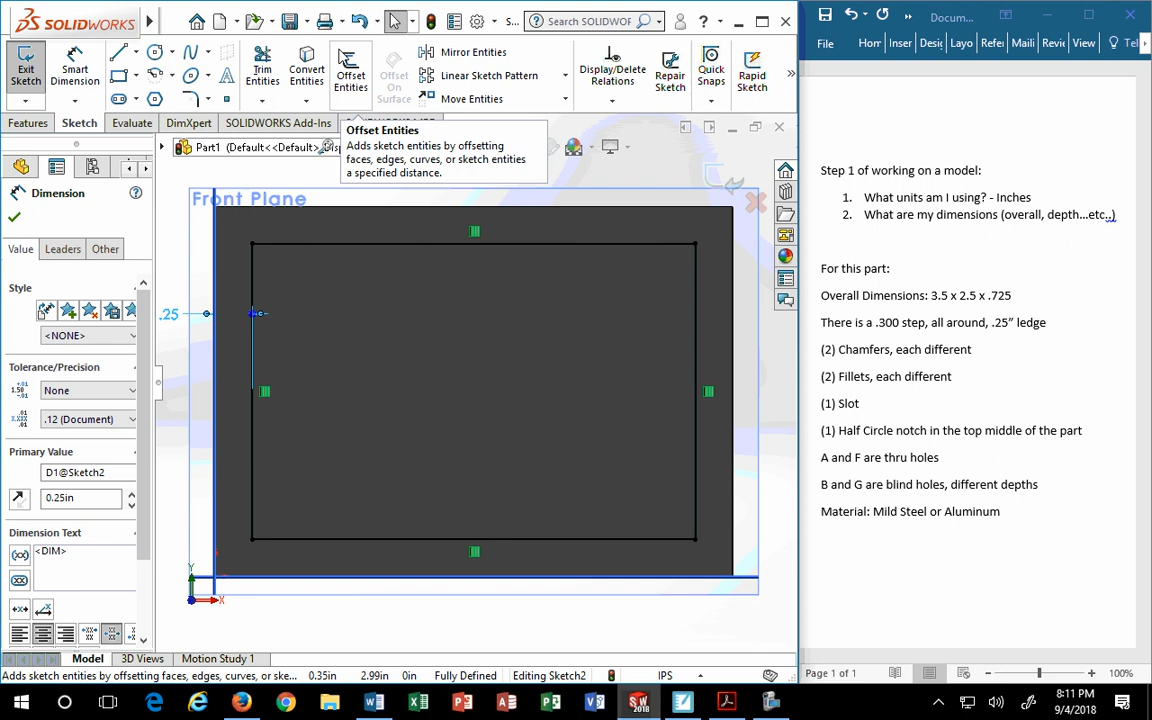 SOLIDWORKS
S...
Search SOLIDWORKS
?
Docum...
File
Hom
Inser
Desig
Layo
Refer
Maili
Revie
View
Tel
Exit Sketch
Smart Dimension
Trim Entities
Convert Entities
Offset Entities
Offset On Surface
Mirror Entities
Linear Sketch Pattern
Move Entities
Display/Delete Relations
Repair Sketch
Quick Snaps
Rapid Sketch
Features
Sketch
Evaluate
DimXpert
SOLIDWORKS Add-Ins
Offset Entities
Adds sketch entities by offsetting
faces, edges, curves, or sketch entities
a specified distance.
Part1 (Default<<Default>
Dimension
Value
Leaders
Other
Style
<NONE>
Tolerance/Precision
None
.12 (Document)
Primary Value
D1@Sketch2
0.25in
Dimension Text
<DIM>
Front Plane
.25
Y
X
Model
3D Views
Motion Study 1
Adds sketch entities by offsetting faces, edges, curves, or ske...
0.35in
2.99in
0in
Fully Defined
Editing Sketch2
IPS
Step 1 of working on a model:
1. What units am I using? - Inches
2. What are my dimensions (overall, depth...etc..)
For this part:
Overall Dimensions: 3.5 x 2.5 x .725
There is a .300 step, all around, .25” ledge
(2) Chamfers, each different
(2) Fillets, each different
(1) Slot
(1) Half Circle notch in the top middle of the part
A and F are thru holes
B and G are blind holes, different depths
Material: Mild Steel or Aluminum
Page 1 of 1
100%
8:11 PM
9/4/2018